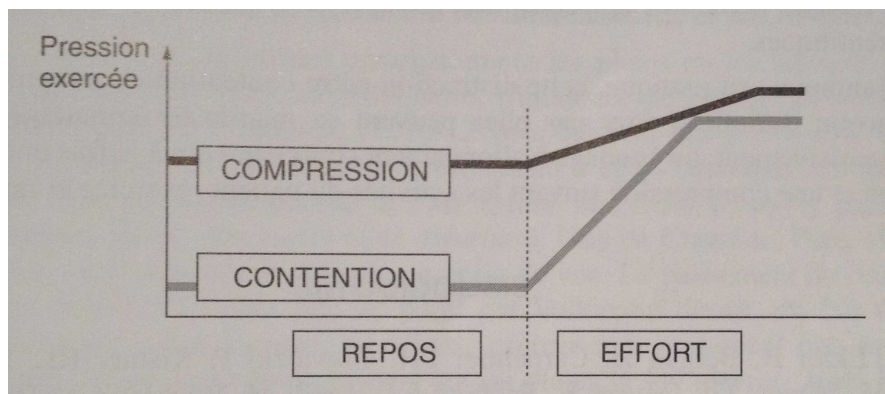 Pression
exercée
COMPRESSION
CONTENTION
REPOS
EFFORT